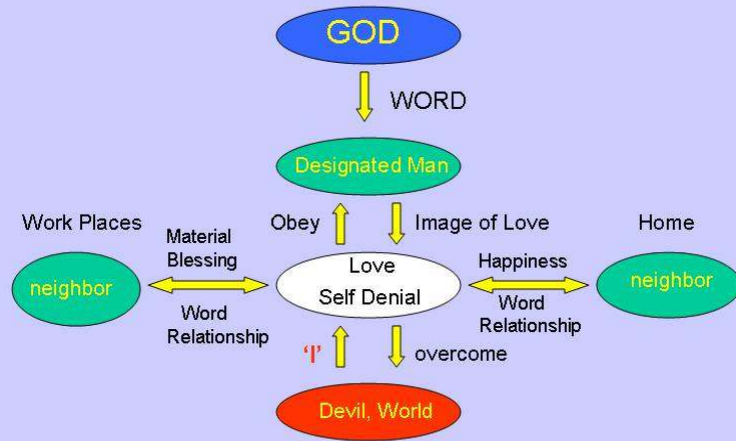 GOD
WORD
Designated Man
Work Places
Obey
Image of Love
Home
Material
Blessing
Happiness
neighbor
Love
Self Denial
neighbor
Word
Relationship
Word
Relationship
'I'
overcome
Devil, World